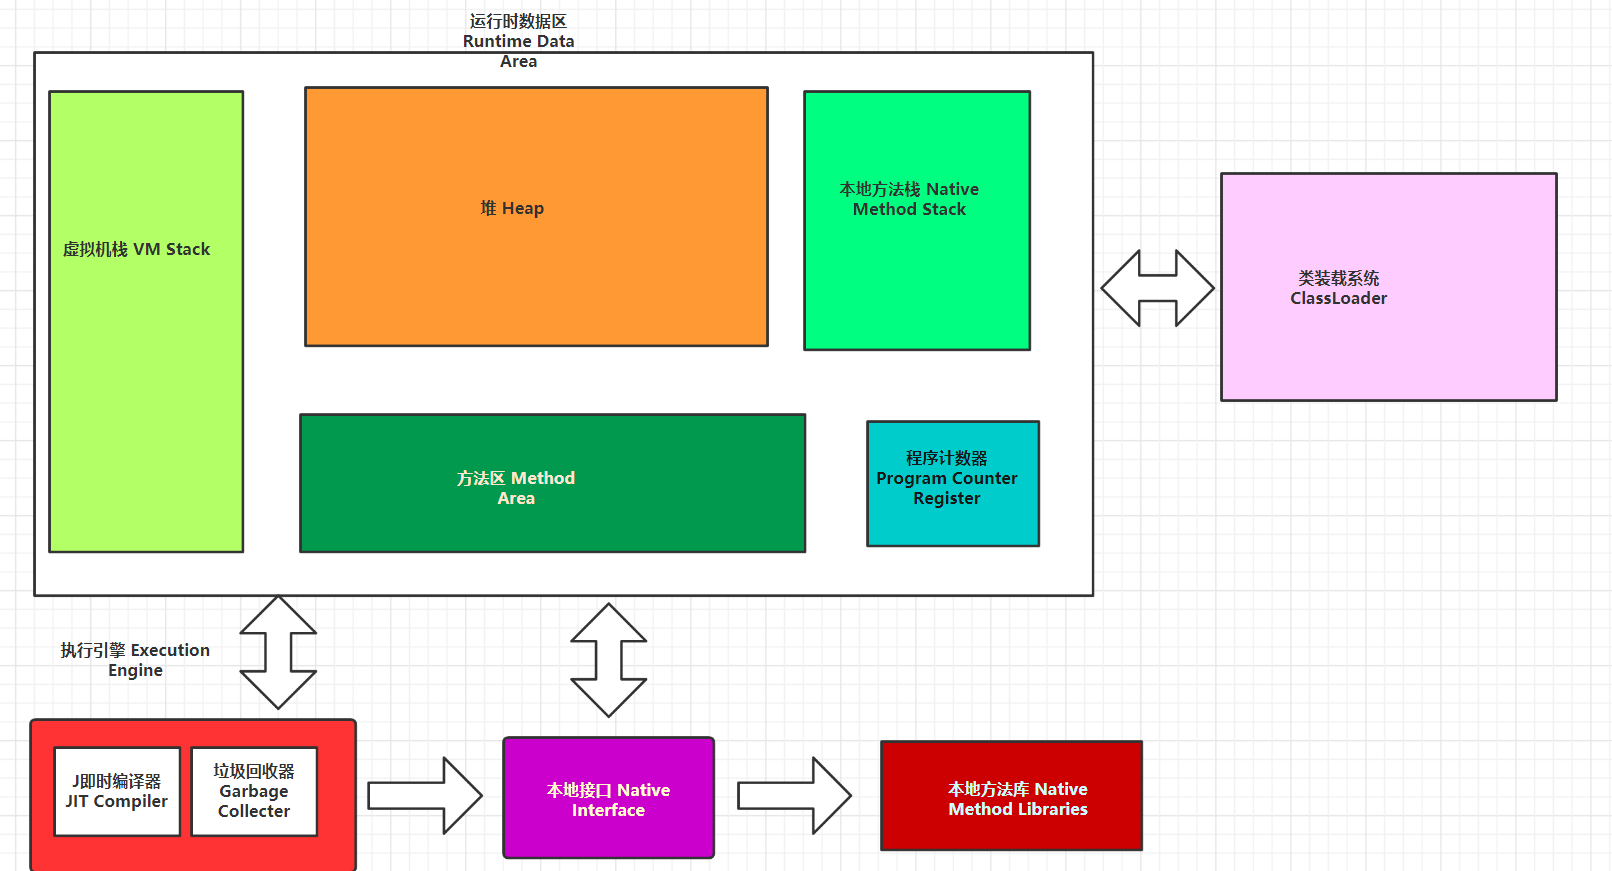 运行时数据区
Runtime Data
Area
虚拟机栈 VM Stack
堆 Heap
本地方法栈 Native
Method Stack
类装载系统
ClassLoader
方法区 Method
Area
程序计数器
Program Counter
Register
执行引擎 Execution
Engine
J即时编译器
JIT Compiler
垃圾回收器
Garbage
Collecter
本地接口 Native
Interface
本地方法库 Native
Method Libraries